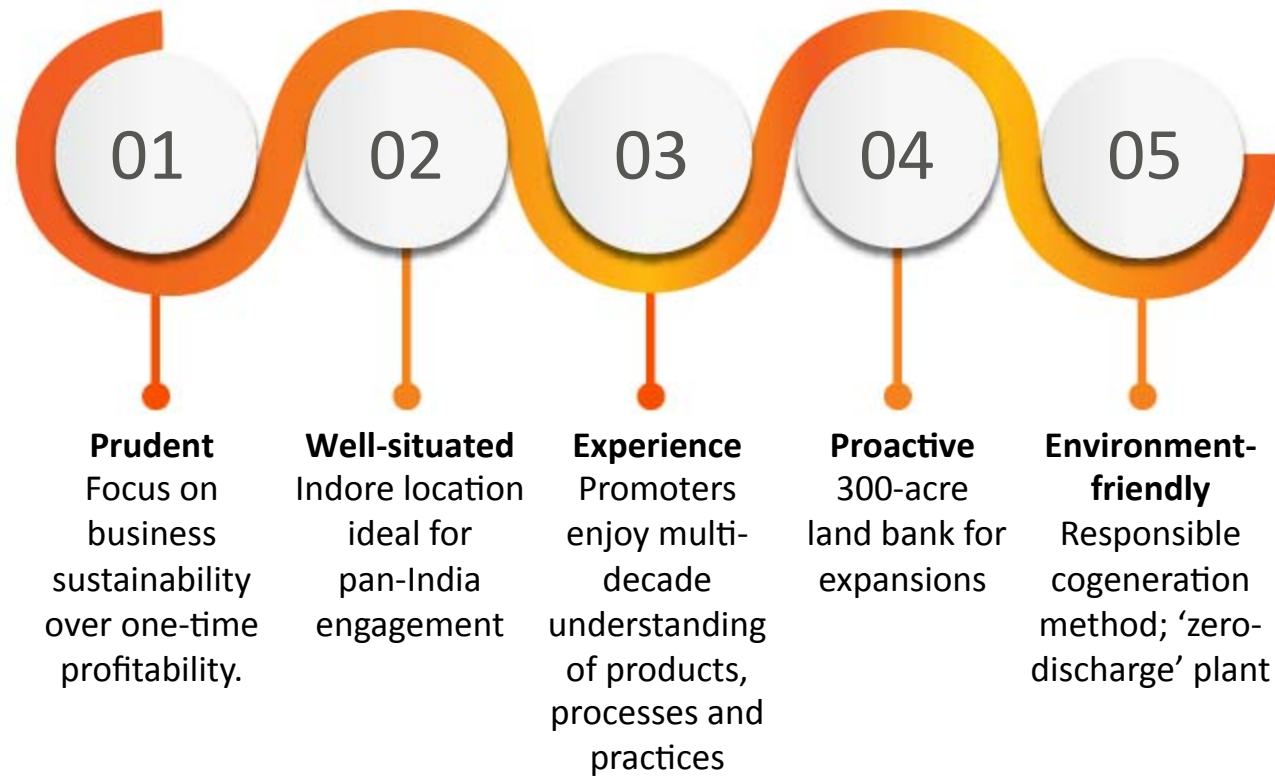 01
02
03
04
05
Prudent
Focus on
business
sustainability
over one-time
profitability.
Well-situated
Indore location
ideal for
pan-India
engagement
Experience
Promoters
enjoy multi-
decade
understanding
of products,
processes and
practices
Proactive
300-acre
land bank for
expansions
Environment-
friendly
Responsible
cogeneration
method; ‘zero-
discharge’ plant